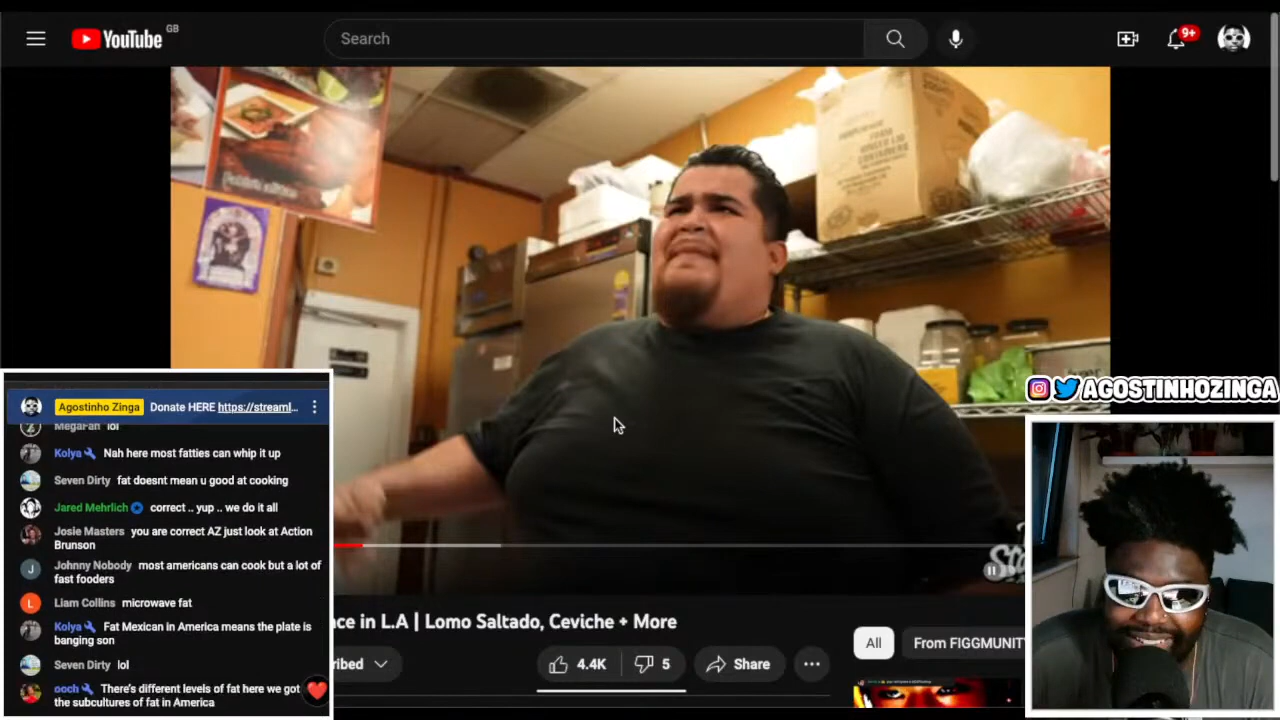 YouTube GB
Search
9+
AGOSTINHOZINGA
Agostinho Zinga Donate HERE https://streaml...
MegaFan lol
Kolya Nah here most fatties can whip it up
Seven Dirty fat doesnt mean u good at cooking
Jared Mehrlich correct .. yup .. we do it all
Josie Masters you are correct AZ just look at Action
Brunson
Johnny Nobody most americans can cook but a lot of
fast fooders
Liam Collins microwave fat
Kolya Fat Mexican in America means the plate is
banging son
Seven Dirty lol
ooch There's different levels of fat here we got
the subcultures of fat in America
J
L
ce in L.A | Lomo Saltado, Ceviche + More
ribed
4.4K
5
Share
All
From FIGGMUNIT